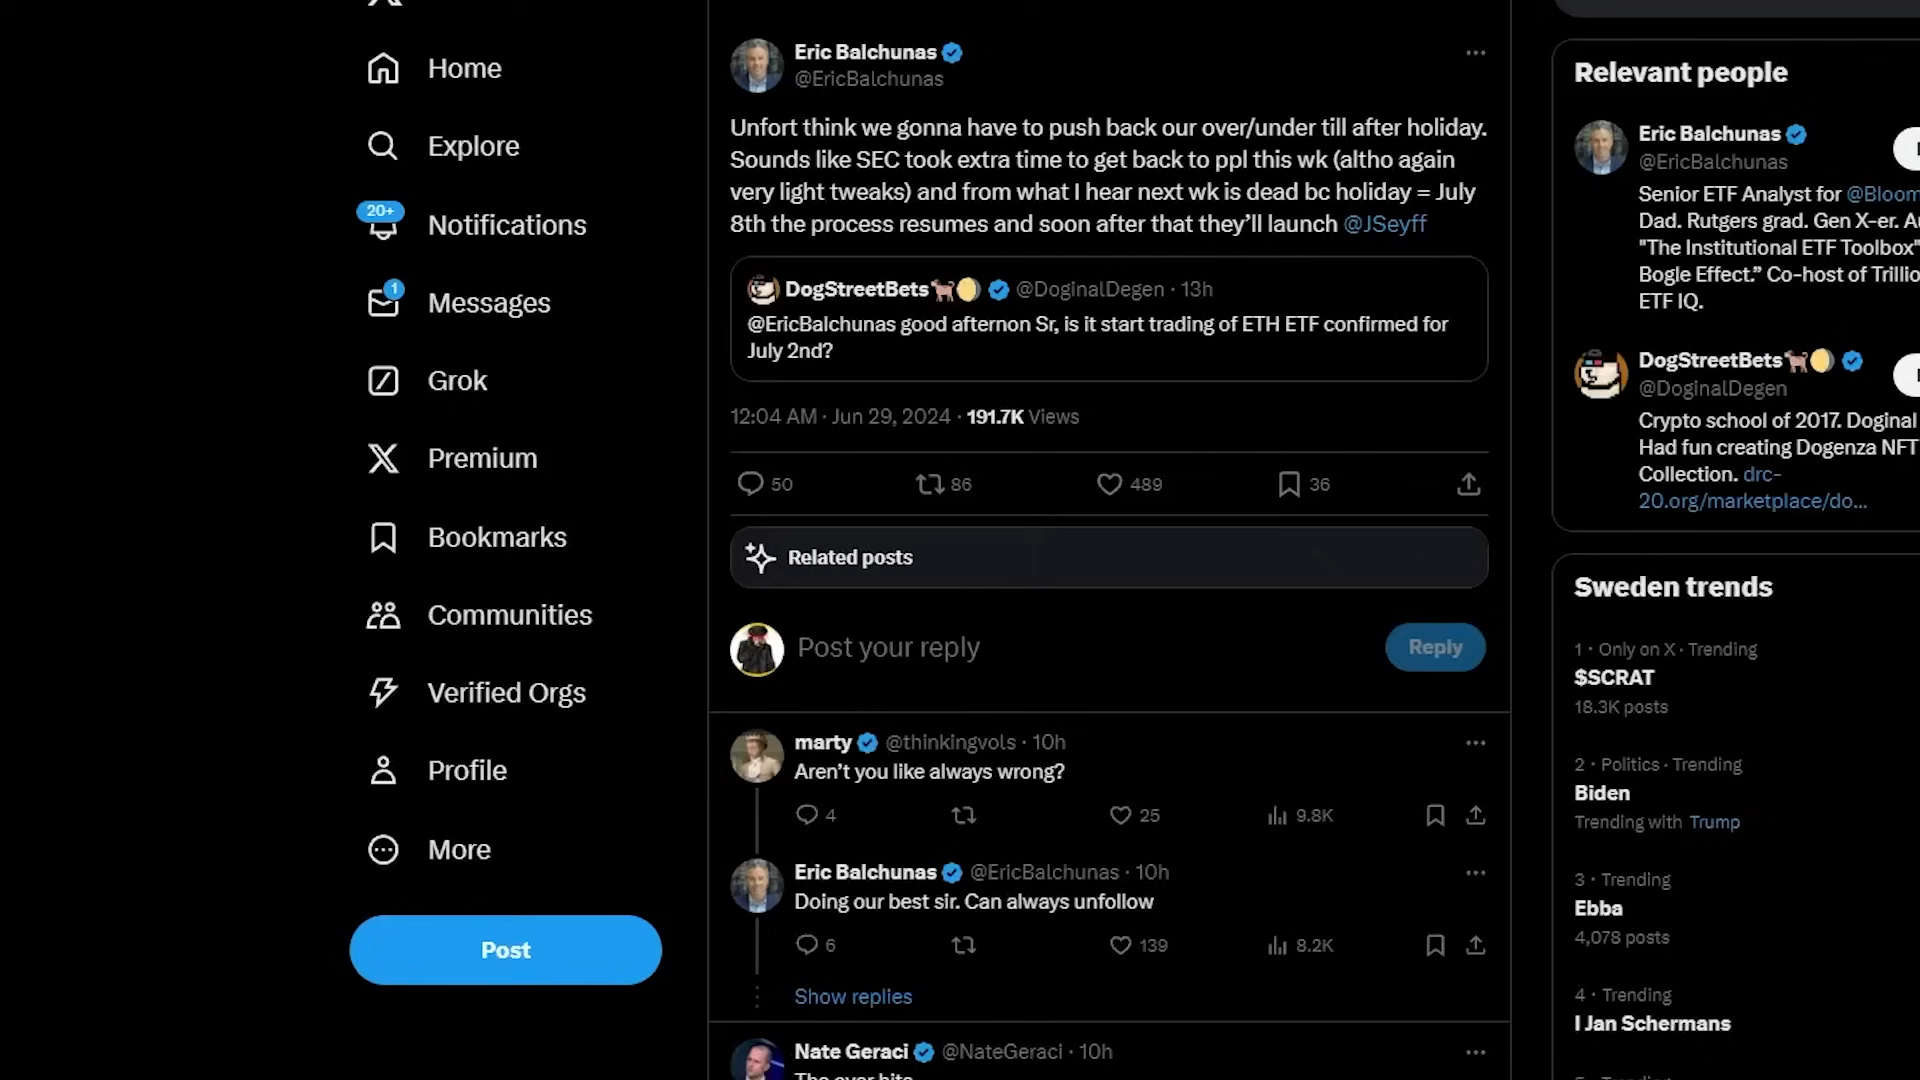 Home
Explore
20+
Notifications
1
Messages
Grok
Premium
Bookmarks
Communities
Verified Orgs
Profile
More
Post
Eric Balchunas
@EricBalchunas
Unfort think we gonna have to push back our over/under till after holiday.
Sounds like SEC took extra time to get back to ppl this wk (altho again
very light tweaks) and from what I hear next wk is dead bc holiday = July
8th the process resumes and soon after that they’ll launch @JSeyff
DogStreetBets @DoginalDegen · 13h
@EricBalchunas good afternon Sr, is it start trading of ETH ETF confirmed for
July 2nd?
12:04 AM · Jun 29, 2024 · 191.7K Views
50 86 489 36
Related posts
Post your reply
Reply
marty @thinkingvols · 10h
Aren’t you like always wrong?
4 25 9.8K
Eric Balchunas @EricBalchunas · 10h
Doing our best sir. Can always unfollow
6 139 8.2K
Show replies
Nate Geraci @NateGeraci · 10h
Relevant people
Eric Balchunas
@EricBalchunas
Senior ETF Analyst for @Bloom
Dad. Rutgers grad. Gen X-er.
"The Institutional ETF Toolbox"
Bogle Effect.” Co-host of Trillio
ETF IQ.
DogStreetBets
@DoginalDegen
Crypto school of 2017. Doginal
Had fun creating Dogenza NFT
Collection. drc-
20.org/marketplace/do...
Sweden trends
1 · Only on X · Trending
$SCRAT
18.3K posts
2 · Politics · Trending
Biden
Trending with Trump
3 · Trending
Ebba
4,078 posts
4 · Trending
I Jan Schermans